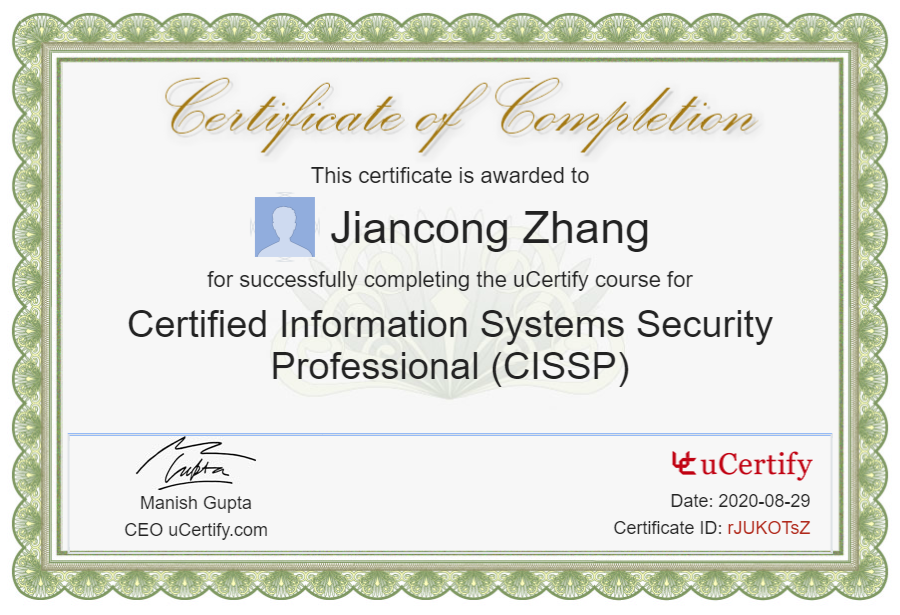 Certificate of Completion
This certificate is awarded to
Jiancong Zhang
for successfully completing the uCertify course for
Certified Information Systems Security
Professional (CISSP)
Gupta
Manish Gupta
CEO uCertify.com
uCertify
Date: 2020-08-29
Certificate ID: rJUKOTsZ